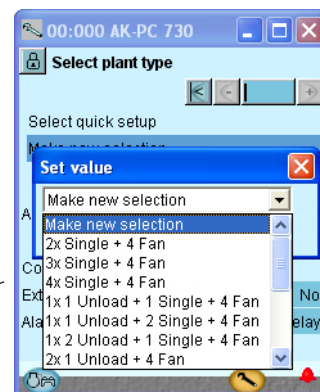 00:000 AK-PC 730
Select plant type
Select quick setup
Set value
Make new selection
Make new selection
2x Single + 4 Fan
3x Single + 4 Fan
4x Single + 4 Fan
1x 1 Unload + 1 Single + 4 Fan
1x 1 Unload + 2 Single + 4 Fan
1x 2 Unload + 1 Single + 4 Fan
2x 1 Unload + 4 Fan
No